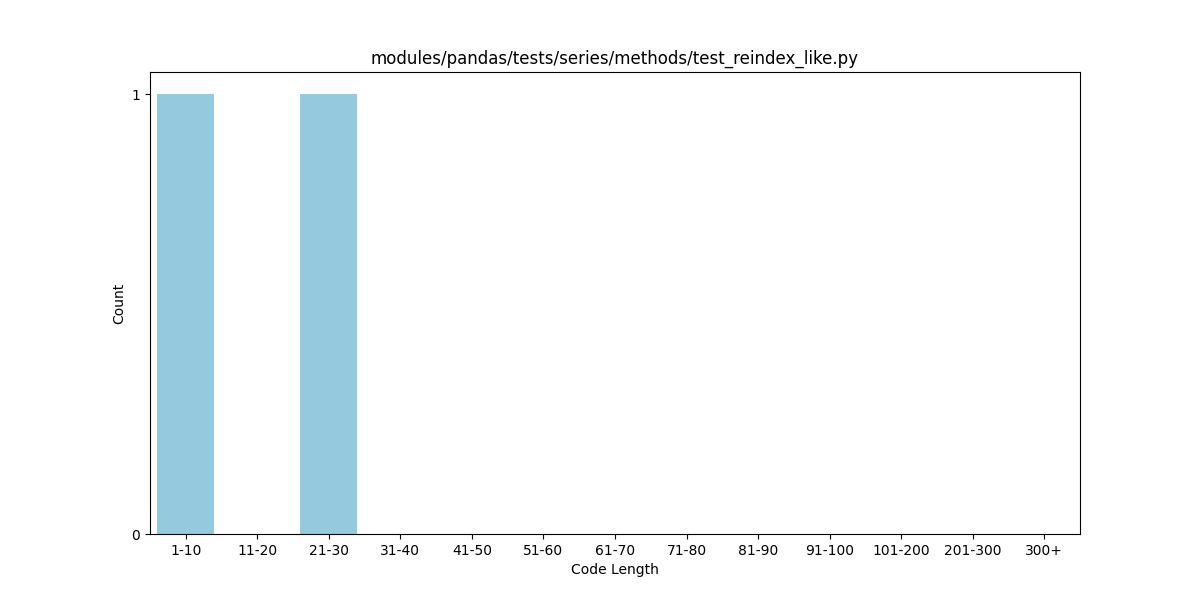 modules/pandas/tests/series/methods/test_reindex_like.py
Count
1
0
1-10 11-20 21-30 31-40 41-50 51-60 61-70 71-80 81-90 91-100 101-200 201-300 300+
Code Length